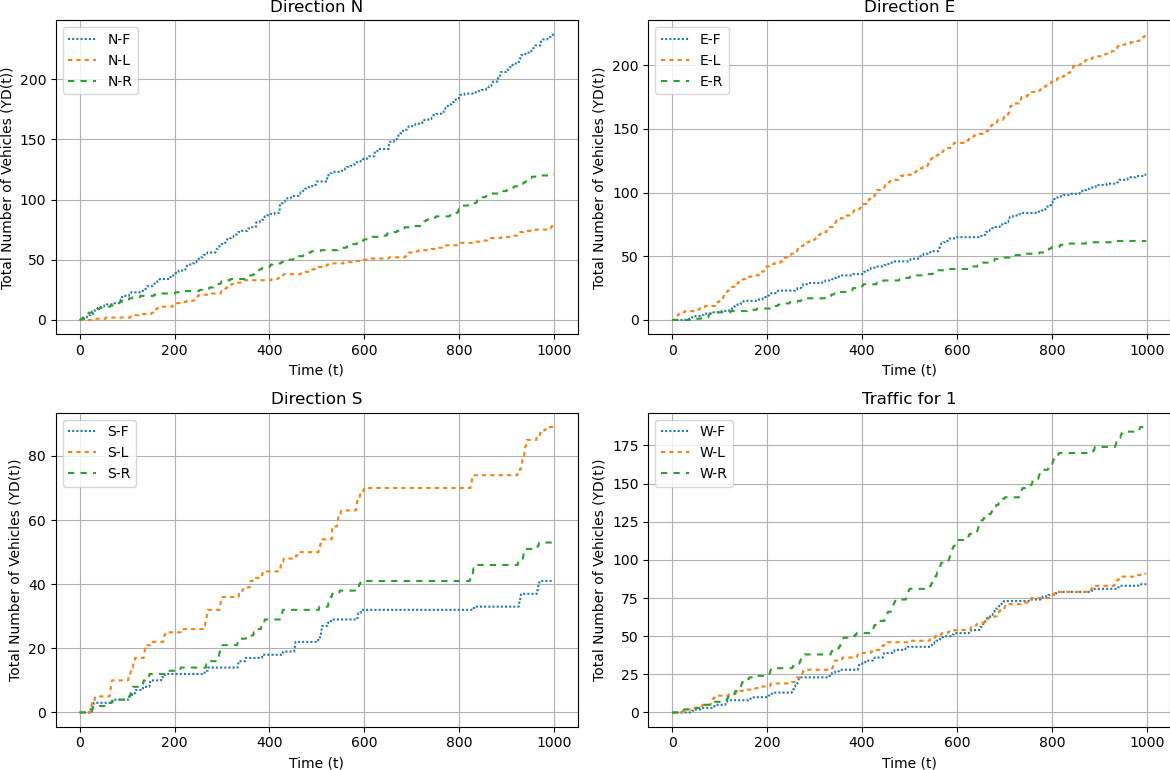 Direction N
Total Number of Vehicles (YD(t))
N-F
N-L
N-R
200
150
100
50
0
0 200 400 600 800 1000
Time (t)
Direction E
Total Number of Vehicles (YD(t))
E-F
E-L
E-R
200
150
100
50
0
0 200 400 600 800 1000
Time (t)
Direction S
Total Number of Vehicles (YD(t))
S-F
S-L
S-R
80
60
40
20
0
0 200 400 600 800 1000
Time (t)
Traffic for 1
Total Number of Vehicles (YD(t))
W-F
W-L
W-R
175
150
125
100
75
50
25
0
0 200 400 600 800 1000
Time (t)